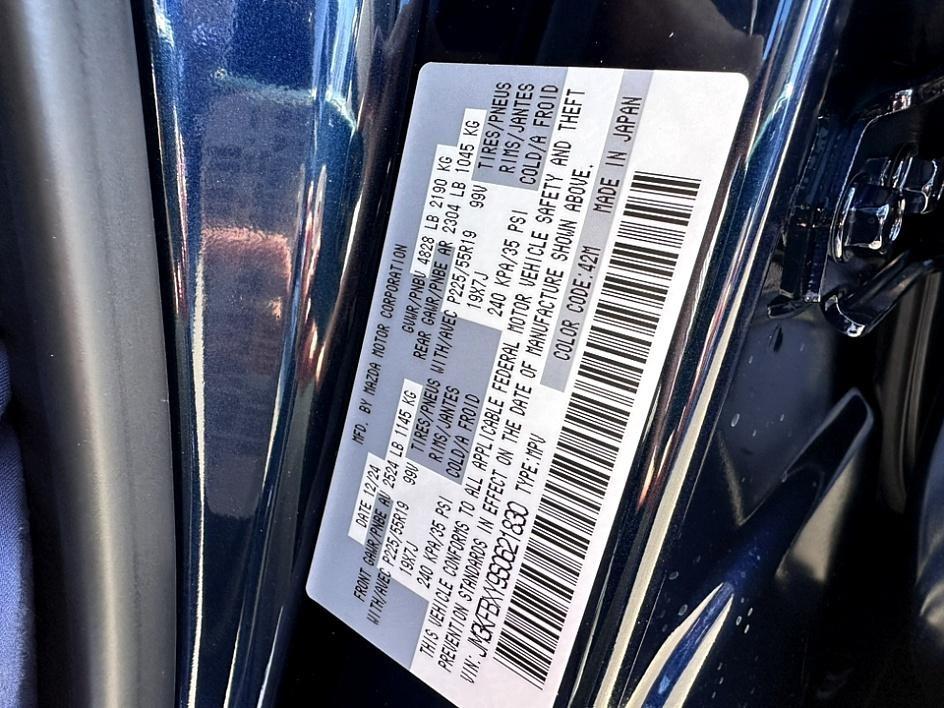 MFD. BY MAZDA MOTOR CORPORATION
DATE 12/24 GVWR/PNBV 4828 LB 2190 KG
FRONT GAWR/PNBE AV 2524 LB 1145 KG REAR GAWR/PNBE AR 2304 LB 1045 KG
WITH/AVEC P225/55R19 99V TIRES/PNEUS WITH/AVEC P225/55R19 99V TIRES/PNEUS
19X7J RIMS/JANTES 19X7J RIMS/JANTES
240 KPA/35 PSI COLD/A FROID 240 KPA/35 PSI COLD/A FROID
THIS VEHICLE CONFORMS TO ALL APPLICABLE FEDERAL MOTOR VEHICLE SAFETY AND THEFT
PREVENTION STANDARDS IN EFFECT ON THE DATE OF MANUFACTURE SHOWN ABOVE.
COLOR CODE:42M MADE IN JAPAN
VIN: TYPE:MPV